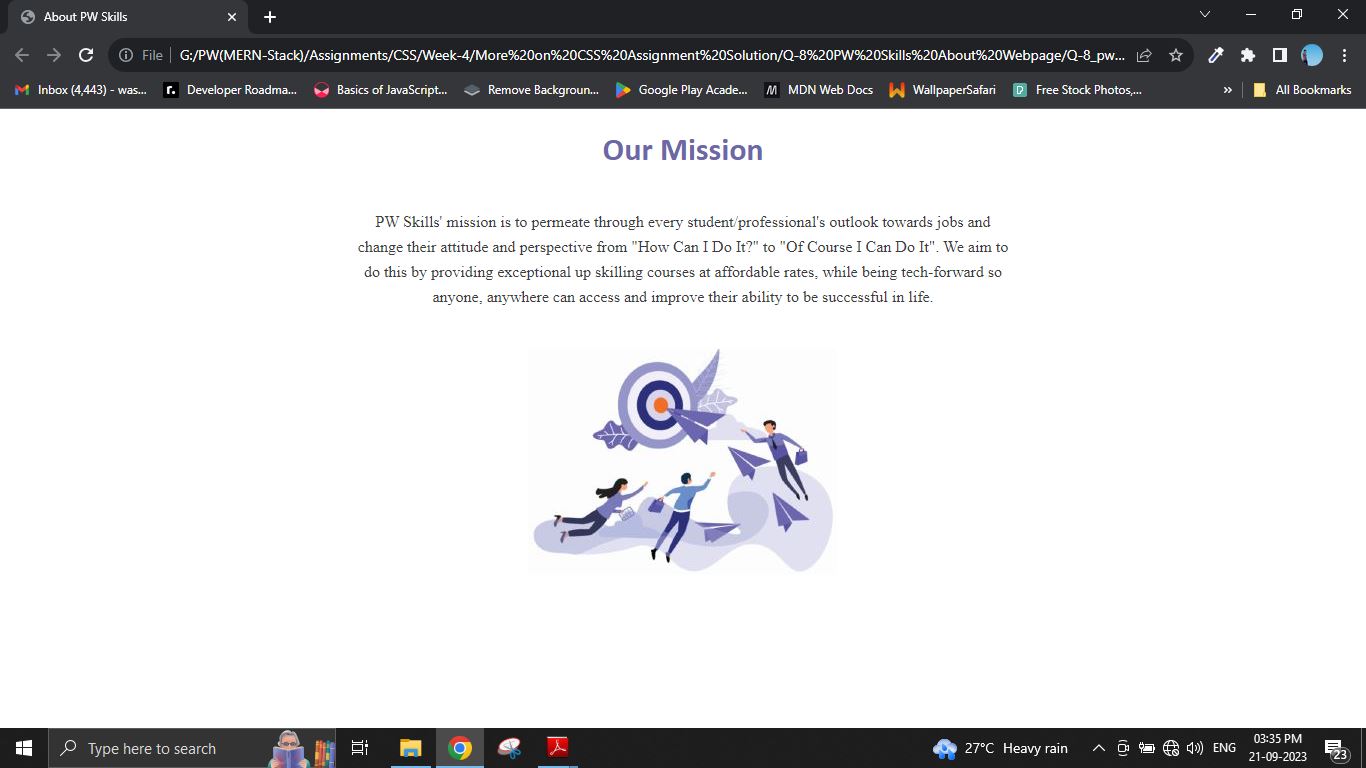 About PW Skills
File
G:/PW(MERN-Stack)/Assignments/CSS/Week-4/More%20on%20CSS%20Assignment%20Solution/Q-8%20PW%20Skills%20About%20Webpage/Q-8_pw...
Inbox (4,443) - was...
Developer Roadma...
Basics of JavaScript...
Remove Backgroun...
Google Play Acade...
MDN Web Docs
WallpaperSafari
Free Stock Photos,...
»
All Bookmarks
Our Mission
PW Skills' mission is to permeate through every student/professional's outlook towards jobs and
change their attitude and perspective from "How Can I Do It?" to "Of Course I Can Do It". We aim to
do this by providing exceptional up skilling courses at affordable rates, while being tech-forward so
anyone, anywhere can access and improve their ability to be successful in life.
Type here to search
27°C Heavy rain
ENG
03:35 PM
21-09-2023
23